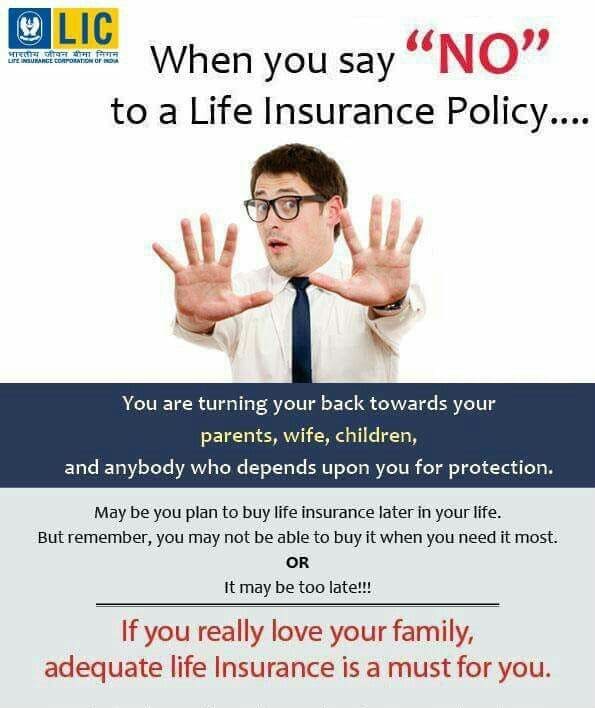 LIC
भारतीय जीवन बीमा निगम
LIFE INSURANCE CORPORATION OF INDIA
When you say “NO”
to a Life Insurance Policy....
You are turning your back towards your
parents, wife, children,
and anybody who depends upon you for protection.
May be you plan to buy life insurance later in your life.
But remember, you may not be able to buy it when you need it most.
OR
It may be too late!!!
If you really love your family,
adequate life Insurance is a must for you.